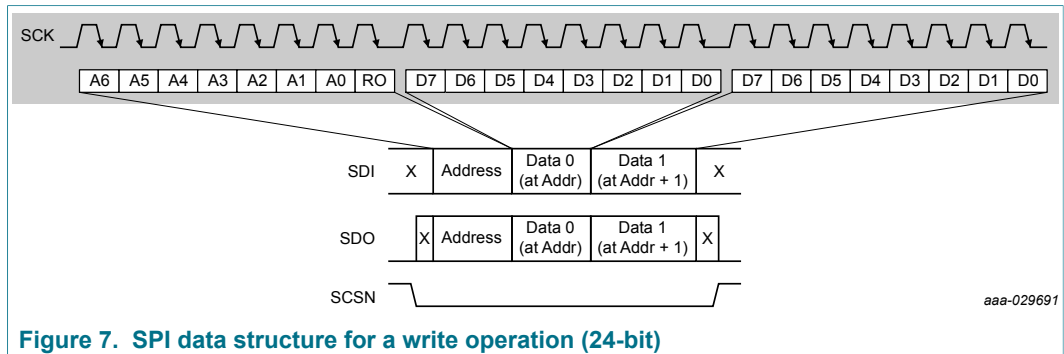 SCK
A6 A5 A4 A3 A2 A1 A0 RO D7 D6 D5 D4 D3 D2 D1 D0 D7 D6 D5 D4 D3 D2 D1 D0
SDI X Address Data 0 (at Addr) Data 1 (at Addr + 1) X
SDO X Address Data 0 (at Addr) Data 1 (at Addr + 1) X
SCSN
aaa-029691
Figure 7. SPI data structure for a write operation (24-bit)